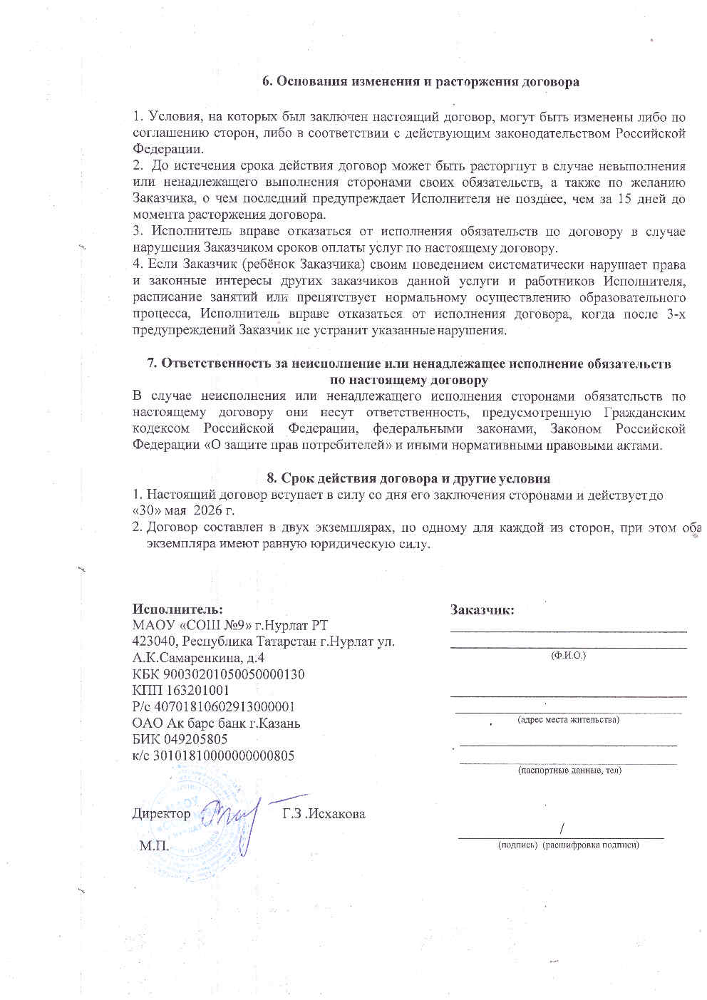 6. Основания изменения и расторжения договора
1. Условия, на которых был заключен настоящий договор, могут быть изменены либо по
соглашению сторон, либо в соответствии с действующим законодательством Российской
Федерации.
2. До истечения срока действия договор может быть расторгнут в случае невыполнения
или ненадлежащего выполнения сторонами своих обязательств, а также по желанию
Заказчика, о чем последний предупреждает Исполнителя не позднее, чем за 15 дней до
момента расторжения договора.
3. Исполнитель вправе отказаться от исполнения обязательств по договору в случае
нарушения Заказчиком сроков оплаты услуг по настоящему договору.
4. Если Заказчик (ребёнок Заказчика) своим поведением систематически нарушает права
и законные интересы других заказчиков данной услуги и работников Исполнителя,
расписание занятий или препятствует нормальному осуществлению образовательного
процесса, Исполнитель вправе отказаться от исполнения договора, когда после 3-х
предупреждений Заказчик не устранит указанные нарушения.
7. Ответственность за неисполнение или ненадлежащее исполнение обязательств
по настоящему договору
В случае неисполнения или ненадлежащего исполнения сторонами обязательств по
настоящему договору они несут ответственность, предусмотренную Гражданским
кодексом Российской Федерации, федеральными законами, Законом Российской
Федерации «О защите прав потребителей» и иными нормативными правовыми актами.
8. Срок действия договора и другие условия
1. Настоящий договор вступает в силу со дня его заключения сторонами и действует до
«30» мая 2026 г.
2. Договор составлен в двух экземплярах, по одному для каждой из сторон, при этом оба
экземпляра имеют равную юридическую силу.
Исполнитель:
МАОУ «СОШ №9» г.Нурлат РТ
423040, Республика Татарстан г.Нурлат ул.
А.К.Самаренкина, д.4
КБК 90030201050050000130
КПП 163201001
Р/с 40701810602913000001
ОАО Ак барс банк г.Казань
БИК 049205805
к/с 30101810000000000805
Директор Г.З .Исхакова
М.П.
Заказчик:
(Ф.И.О.)
(адрес места жительства)
(паспортные данные, тел)
/
(подпись) (расшифровка подписи)